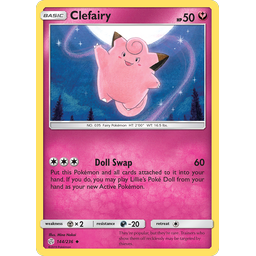 BASIC
Clefairy
HP 50
NO. 035 Fairy Pokémon HT: 2'00" WT: 16.5 lbs.
Doll Swap 60
Put this Pokémon and all cards attached to it into your
hand. If you do, you may play Lillie's Poké Doll from your
hand as your new Active Pokémon.
weakness ×2 resistance -20 retreat
144/236